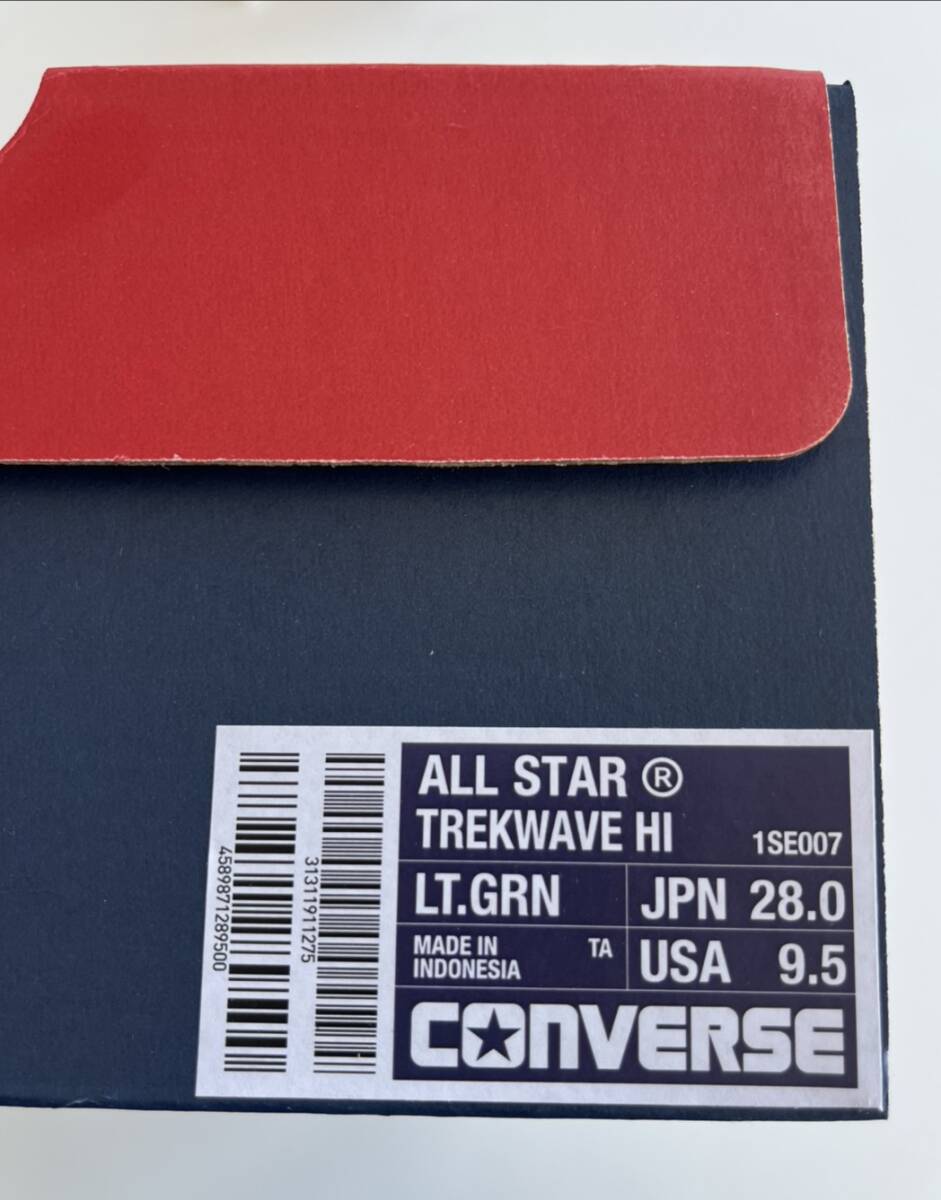 ALL STAR ®
TREKWAVE HI 1SE007
LT.GRN JPN 28.0
MADE IN INDONESIA TA USA 9.5
CONVERSE
4589871289500
31311911275